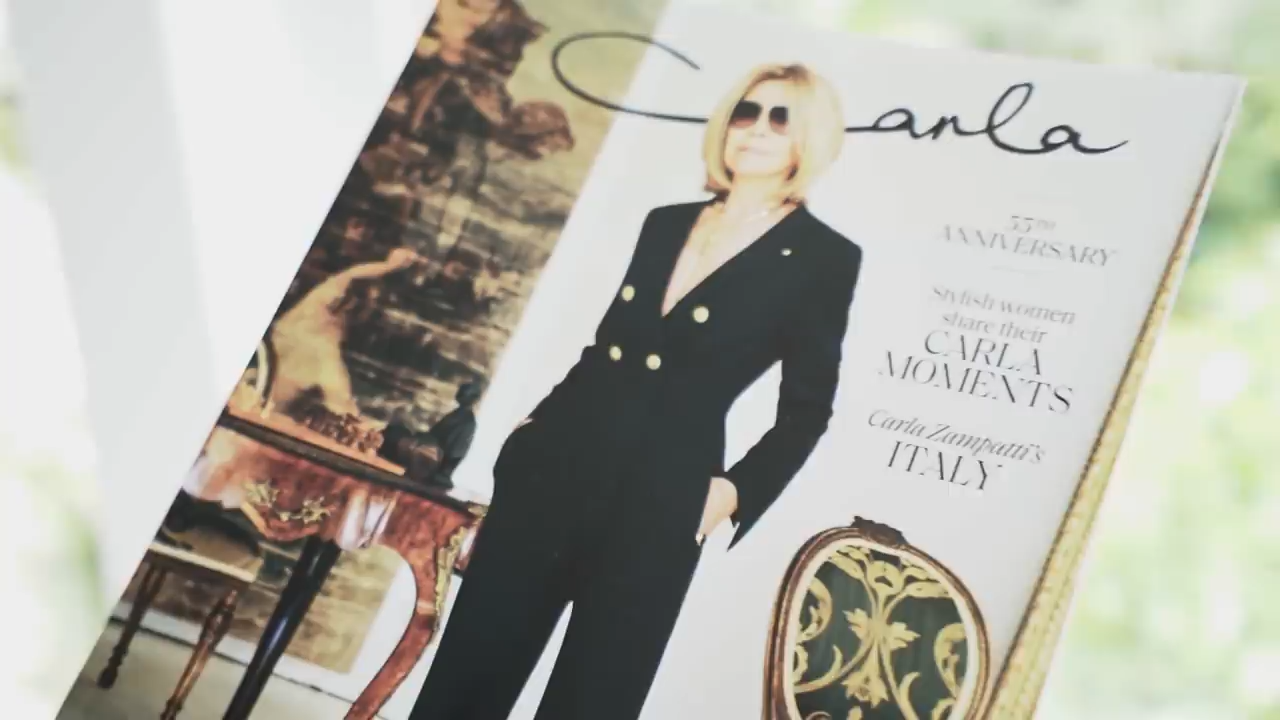 Carla
55TH
ANNIVERSARY
Stylish women
share their
CARLA
MOMENTS
Carla Zampatti's
ITALY